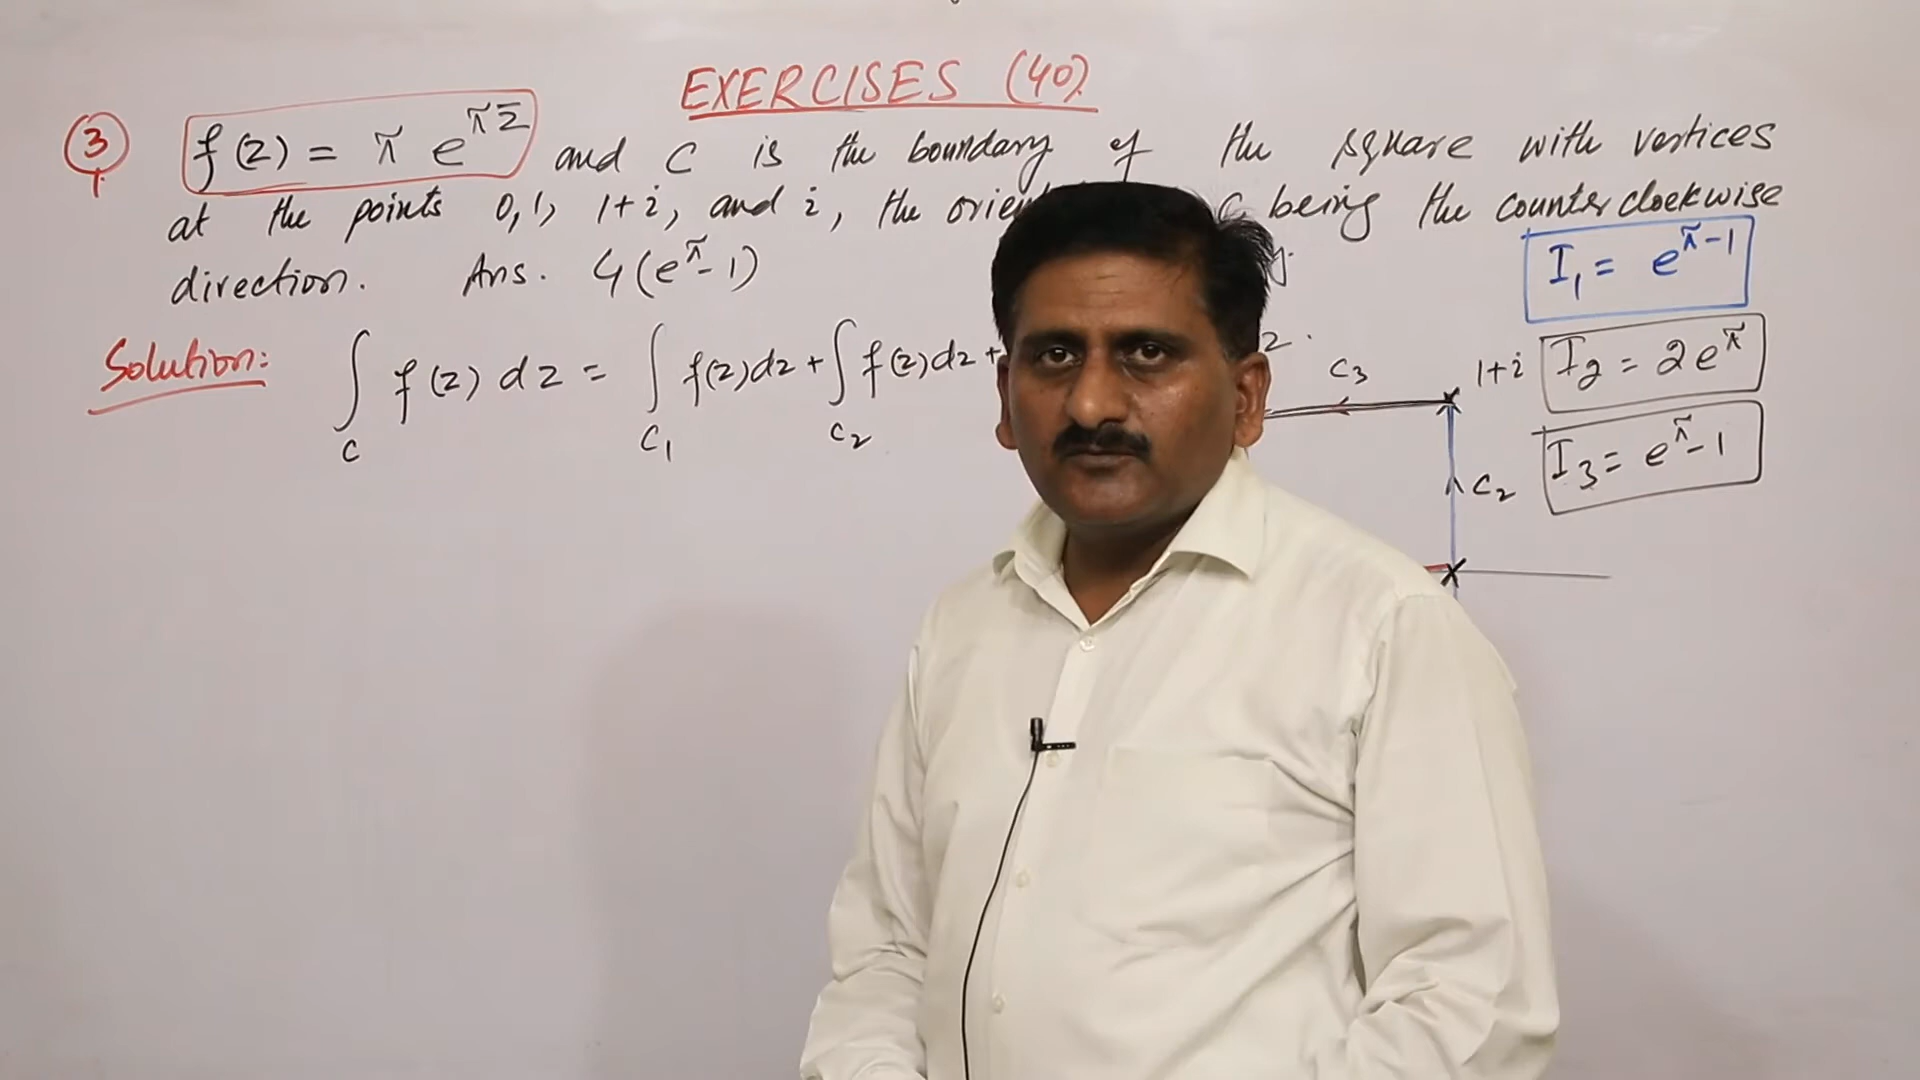 EXERCISES (40)
③ f(z) = π e^{π z̄} and C is the boundary of the square with vertices
at the points 0, 1, 1+i, and i, the C being the counterclockwise
direction. Ans. 4(e^π - 1)
Solution: ∫_C f(z) dz = ∫_{C1} f(z)dz + ∫_{C2} f(z)dz +
I₁ = e^{π-1}
I₂ = 2e^π
I₃ = e^π - 1
C₃
1+i
C₂